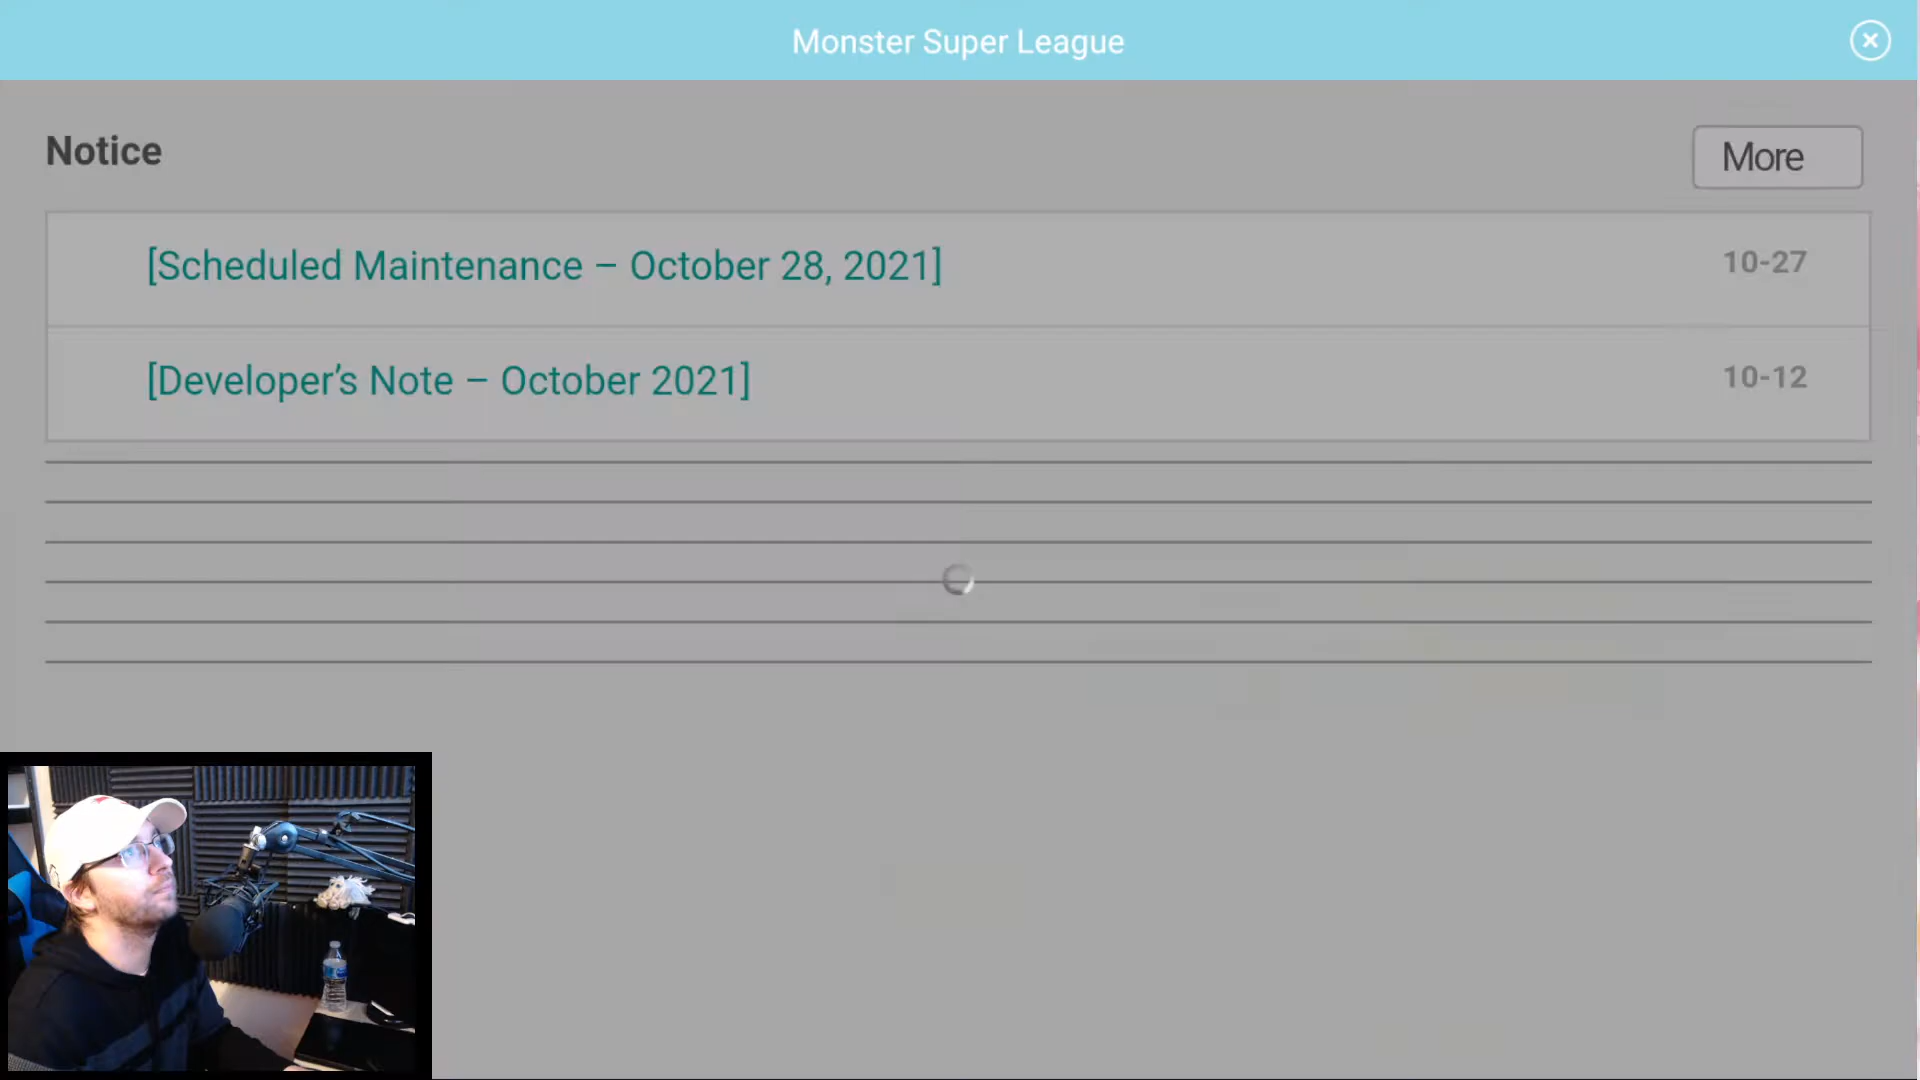 Monster Super League
Notice
More
[Scheduled Maintenance – October 28, 2021]
10-27
[Developer’s Note – October 2021]
10-12